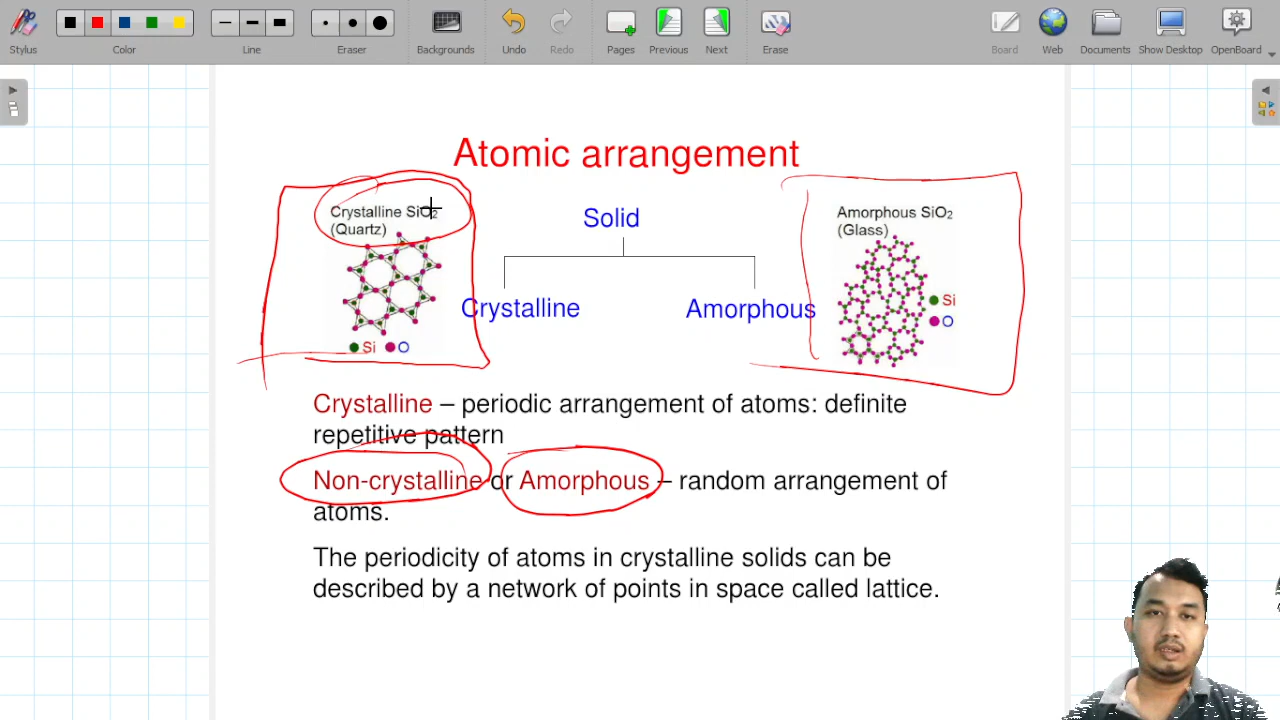 Stylus
Color
Line
Eraser
Backgrounds
Undo
Redo
Pages
Previous
Next
Erase
Board
Web
Documents
Show Desktop
OpenBoard
Atomic arrangement
Crystalline SiO2
(Quartz)
Si O
Solid
Crystalline Amorphous
Amorphous SiO2
(Glass)
Si
O
Crystalline – periodic arrangement of atoms: definite
repetitive pattern
Non-crystalline or Amorphous – random arrangement of
atoms.
The periodicity of atoms in crystalline solids can be
described by a network of points in space called lattice.